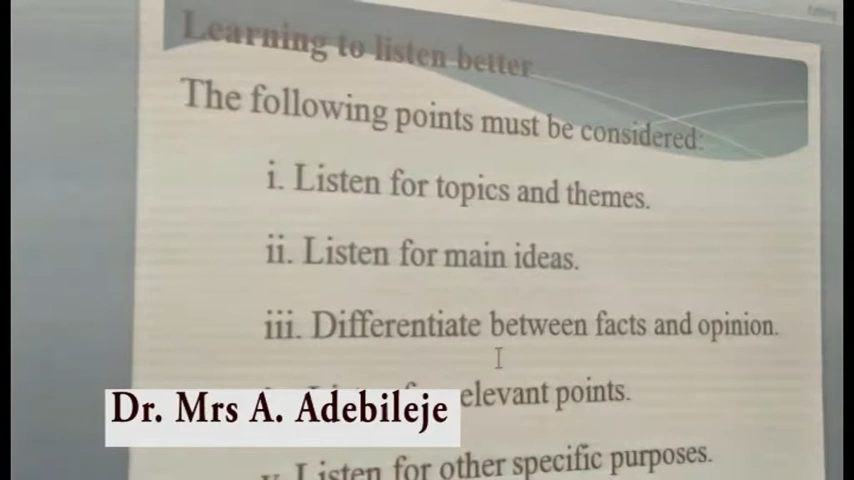 Learning to listen better
The following points must be considered:
i. Listen for topics and themes.
ii. Listen for main ideas.
iii. Differentiate between facts and opinion.
elevant points.
Dr. Mrs A. Adebileje
v. Listen for other specific purposes.